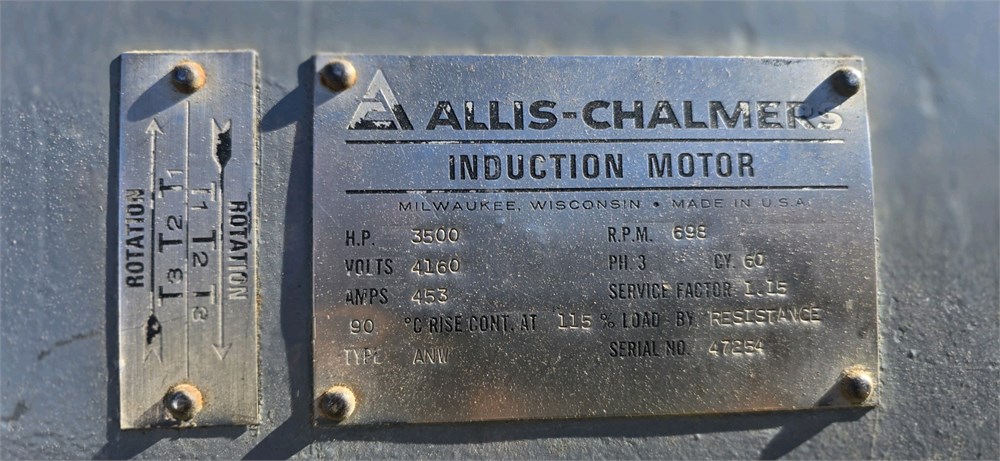 ROTATION
T3 T2 T1
T1 T2 T3
ROTATION
ALLIS-CHALMERS
INDUCTION MOTOR
MILWAUKEE, WISCONSIN • MADE IN U.S.A.
H.P. 3500 R.P.M. 698
VOLTS 4160 PH. 3 CY. 60
AMPS 453 SERVICE FACTOR 1.15
90 °C RISE CONT. AT 115 % LOAD BY RESISTANCE
TYPE ANW SERIAL NO. 47254